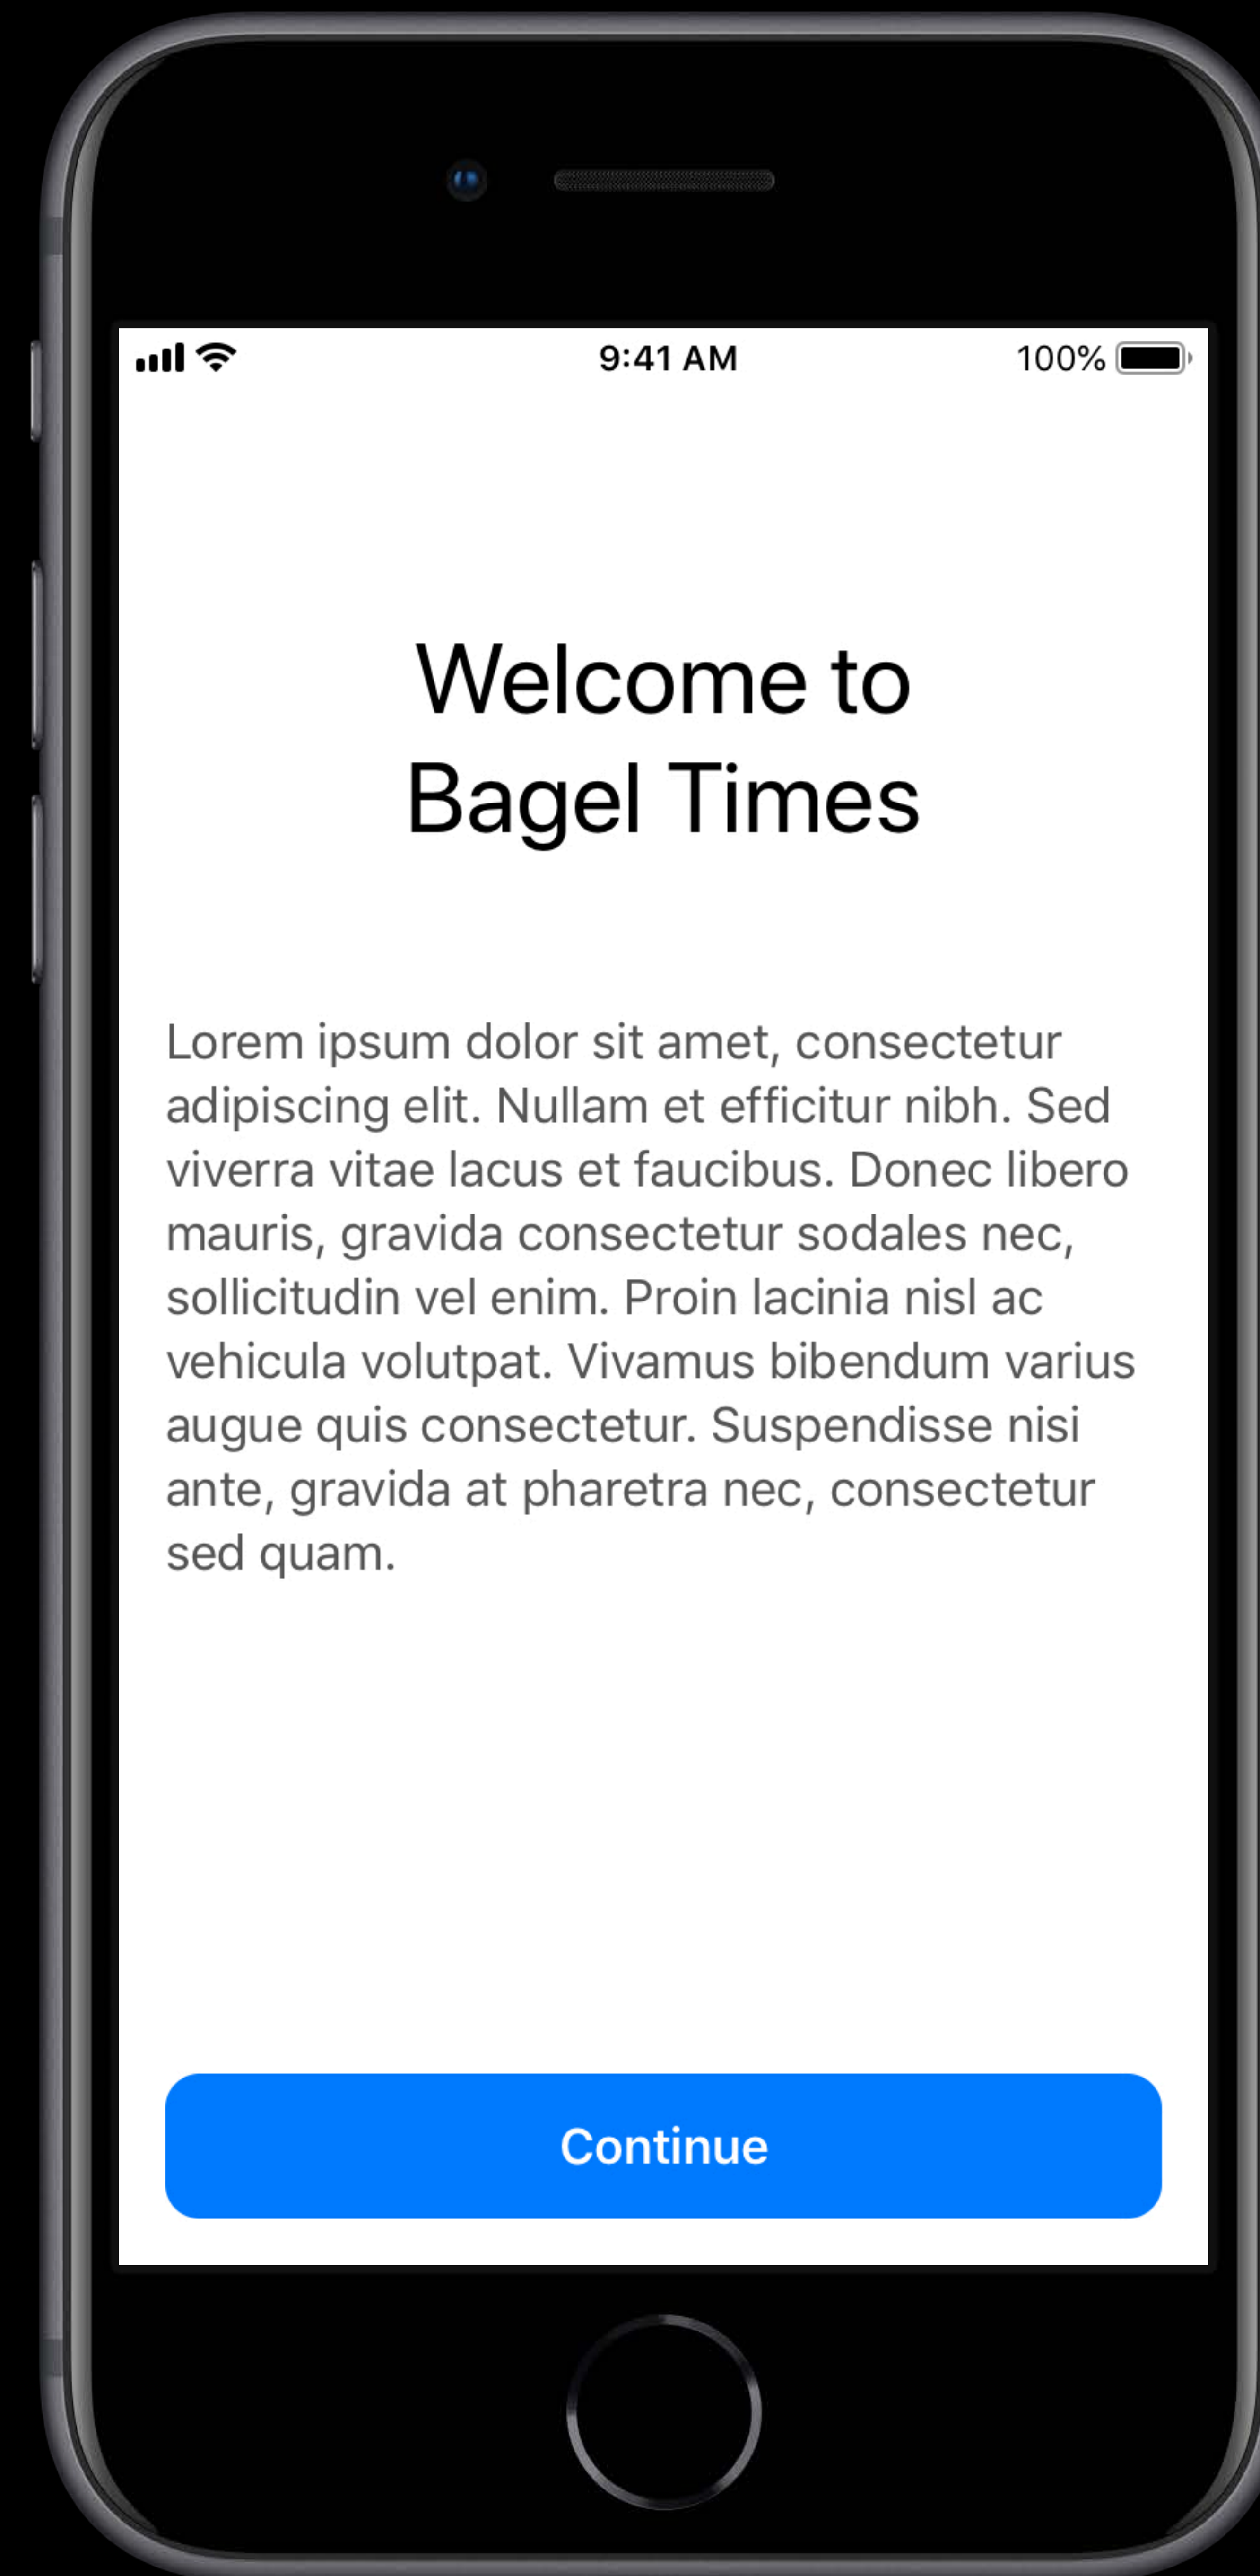 9:41 AM 100%
Welcome to
Bagel Times
Lorem ipsum dolor sit amet, consectetur
adipiscing elit. Nullam et efficitur nibh. Sed
viverra vitae lacus et faucibus. Donec libero
mauris, gravida consectetur sodales nec,
sollicitudin vel enim. Proin lacinia nisl ac
vehicula volutpat. Vivamus bibendum varius
augue quis consectetur. Suspendisse nisi
ante, gravida at pharetra nec, consectetur
sed quam.
Continue